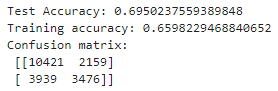 Test Accuracy: 0.6950237559389848
Training accuracy: 0.6598229468840652
Confusion matrix:
[[10421 2159]
[ 3939 3476]]